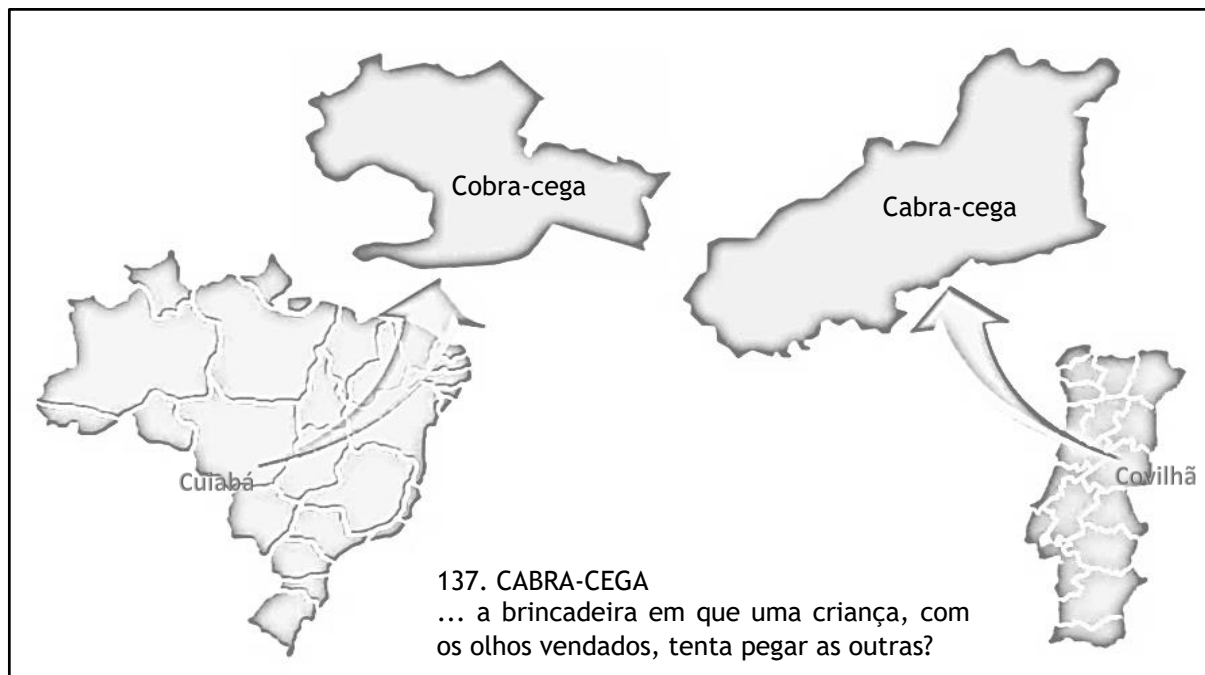 Cobra-cega
Cabra-cega
Cuiabá
Covilhã
137. CABRA-CEGA
... a brincadeira em que uma criança, com
os olhos vendados, tenta pegar as outras?